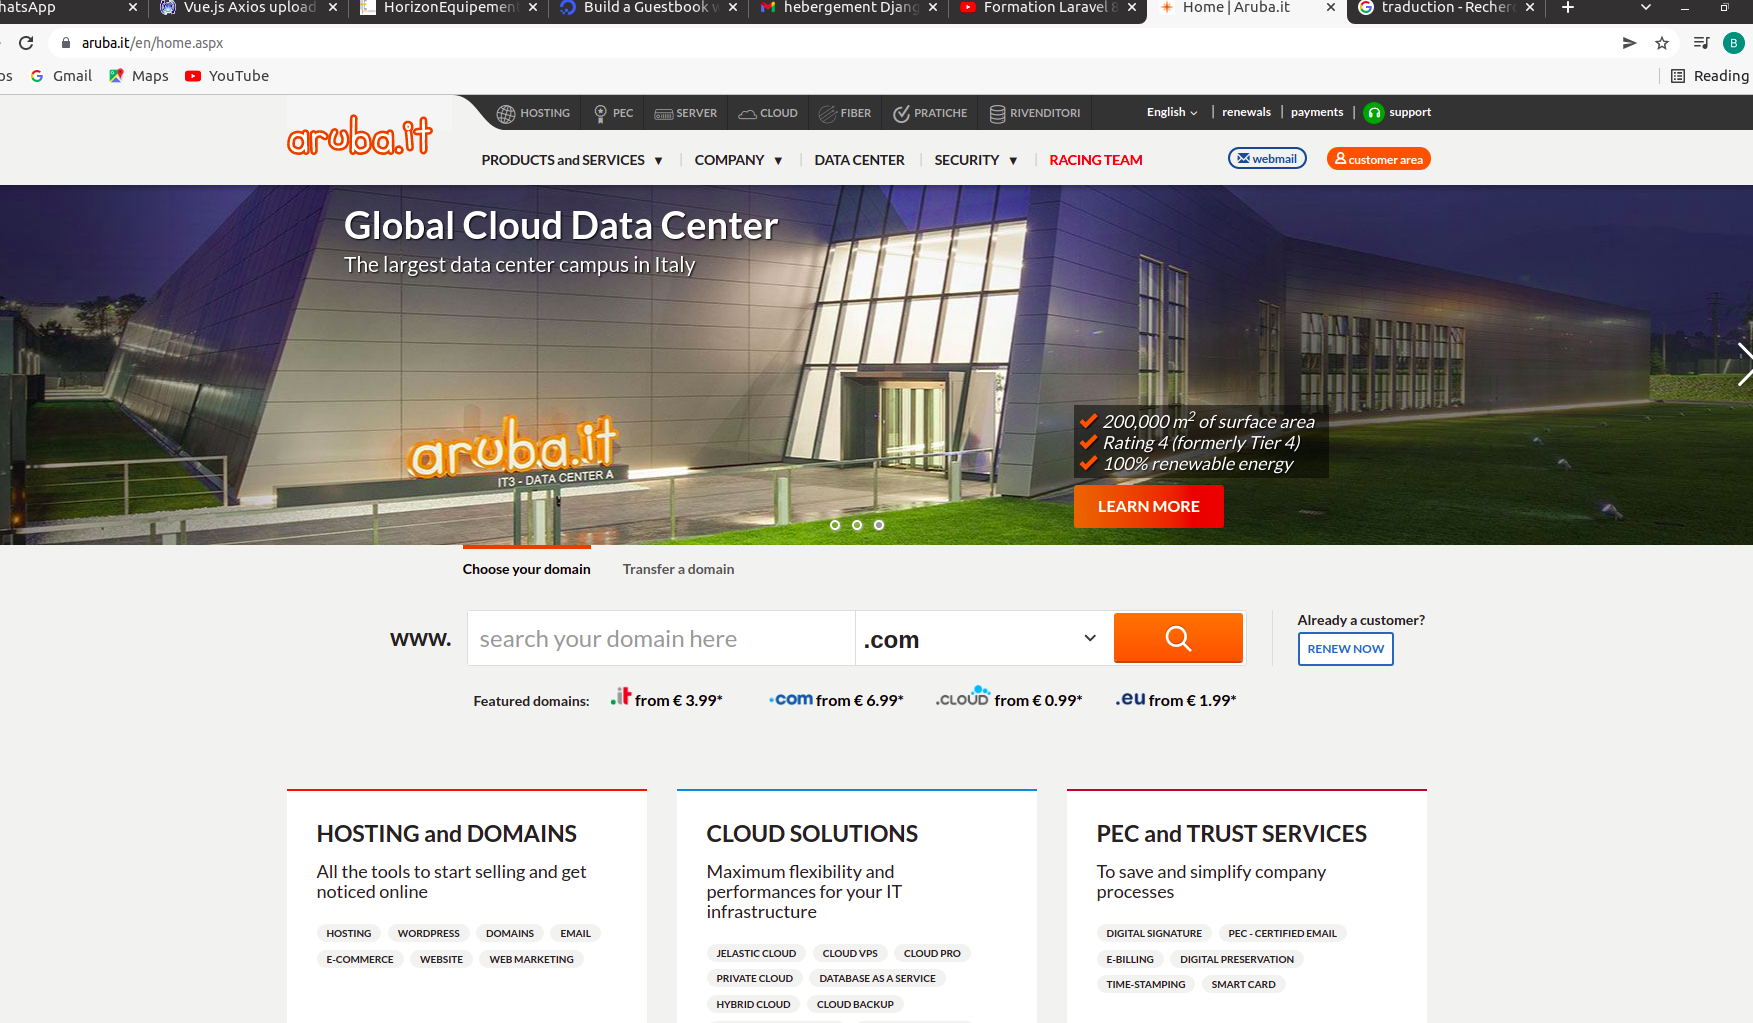 hatsApp
Vue.js Axios upload
HorizonEquipement
Build a Guestbook w
hebergement Djang
Formation Laravel 8
Home | Aruba.it
traduction - Recher
aruba.it/en/home.aspx
B
os
Gmail
Maps
YouTube
Reading
aruba.it
HOSTING
PEC
SERVER
CLOUD
FIBER
PRATICHE
RIVENDITORI
English
renewals
payments
support
PRODUCTS and SERVICES ▼
COMPANY ▼
DATA CENTER
SECURITY ▼
RACING TEAM
webmail
customer area
Global Cloud Data Center
The largest data center campus in Italy
aruba.it
IT3 - DATA CENTER A
200,000 m² of surface area
Rating 4 (formerly Tier 4)
100% renewable energy
LEARN MORE
Choose your domain
Transfer a domain
www.
search your domain here
.com
Already a customer?
RENEW NOW
Featured domains:
.it from € 3.99*
.com from € 6.99*
.CLOUD from € 0.99*
.eu from € 1.99*
HOSTING and DOMAINS
All the tools to start selling and get
noticed online
HOSTING WORDPRESS DOMAINS EMAIL
E-COMMERCE WEBSITE WEB MARKETING
CLOUD SOLUTIONS
Maximum flexibility and
performances for your IT
infrastructure
JELASTIC CLOUD CLOUD VPS CLOUD PRO
PRIVATE CLOUD DATABASE AS A SERVICE
HYBRID CLOUD CLOUD BACKUP
PEC and TRUST SERVICES
To save and simplify company
processes
DIGITAL SIGNATURE PEC - CERTIFIED EMAIL
E-BILLING DIGITAL PRESERVATION
TIME-STAMPING SMART CARD